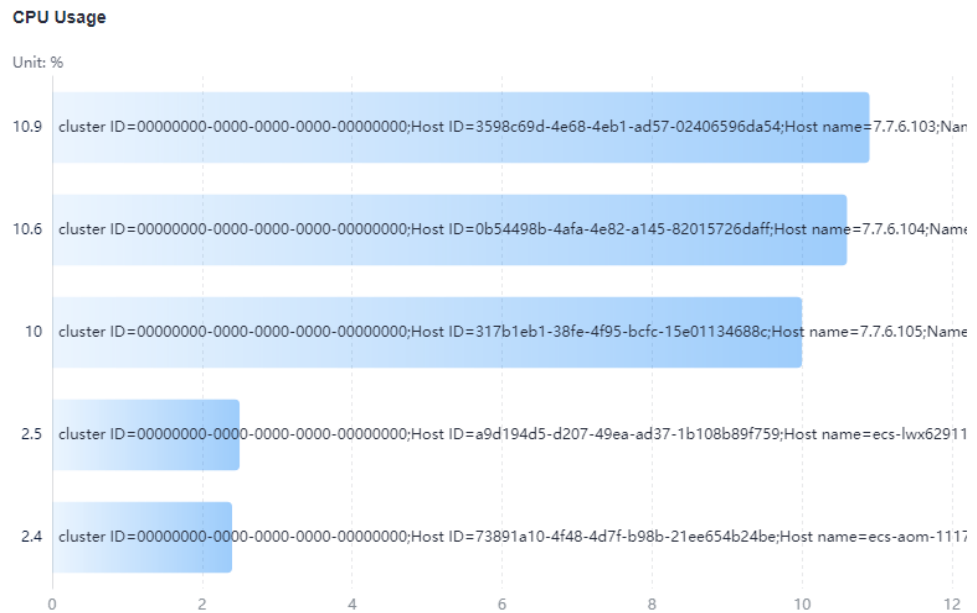 CPU Usage
Unit: %
10.9 cluster ID=00000000-0000-0000-0000-00000000;Host ID=3598c69d-4e68-4eb1-ad57-02406596da54;Host name=7.7.6.103;Nam
10.6 cluster ID=00000000-0000-0000-0000-00000000;Host ID=0b54498b-4afa-4e82-a145-82015726daff;Host name=7.7.6.104;Name
10 cluster ID=00000000-0000-0000-0000-00000000;Host ID=317b1eb1-38fe-4f95-bcfc-15e01134688c;Host name=7.7.6.105;Name
2.5 cluster ID=00000000-0000-0000-0000-00000000;Host ID=a9d194d5-d207-49ea-ad37-1b108b89f759;Host name=ecs-lwx62911
2.4 cluster ID=00000000-0000-0000-0000-00000000;Host ID=73891a10-4f48-4d7f-b98b-21ee654b24be;Host name=ecs-aom-1117
0 2 4 6 8 10 12